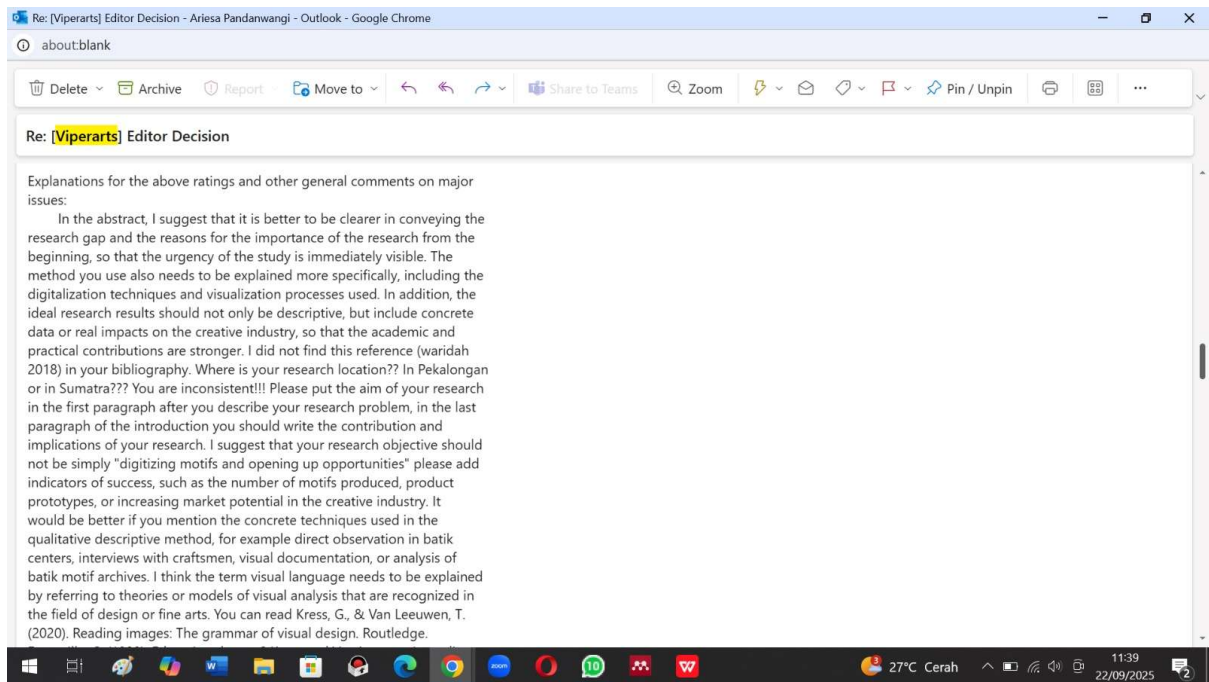 Re: [Viperarts] Editor Decision - Ariesa Pandanwangi - Outlook - Google Chrome
about:blank
Delete Archive Report Move to Share to Teams Zoom Pin / Unpin
Re: [Viperarts] Editor Decision
Explanations for the above ratings and other general comments on major
issues:
In the abstract, I suggest that it is better to be clearer in conveying the
research gap and the reasons for the importance of the research from the
beginning, so that the urgency of the study is immediately visible. The
method you use also needs to be explained more specifically, including the
digitalization techniques and visualization processes used. In addition, the
ideal research results should not only be descriptive, but include concrete
data or real impacts on the creative industry, so that the academic and
practical contributions are stronger. I did not find this reference (waridah
2018) in your bibliography. Where is your research location?? In Pekalongan
or in Sumatra??? You are inconsistent!!! Please put the aim of your research
in the first paragraph after you describe your research problem, in the last
paragraph of the introduction you should write the contribution and
implications of your research. I suggest that your research objective should
not be simply "digitizing motifs and opening up opportunities" please add
indicators of success, such as the number of motifs produced, product
prototypes, or increasing market potential in the creative industry. It
would be better if you mention the concrete techniques used in the
qualitative descriptive method, for example direct observation in batik
centers, interviews with craftsmen, visual documentation, or analysis of
batik motif archives. I think the term visual language needs to be explained
by referring to theories or models of visual analysis that are recognized in
the field of design or fine arts. You can read Kress, G., & Van Leeuwen, T.
(2020). Reading images: The grammar of visual design. Routledge.
zoom 10 27°C Cerah 11:39
22/09/2025 2